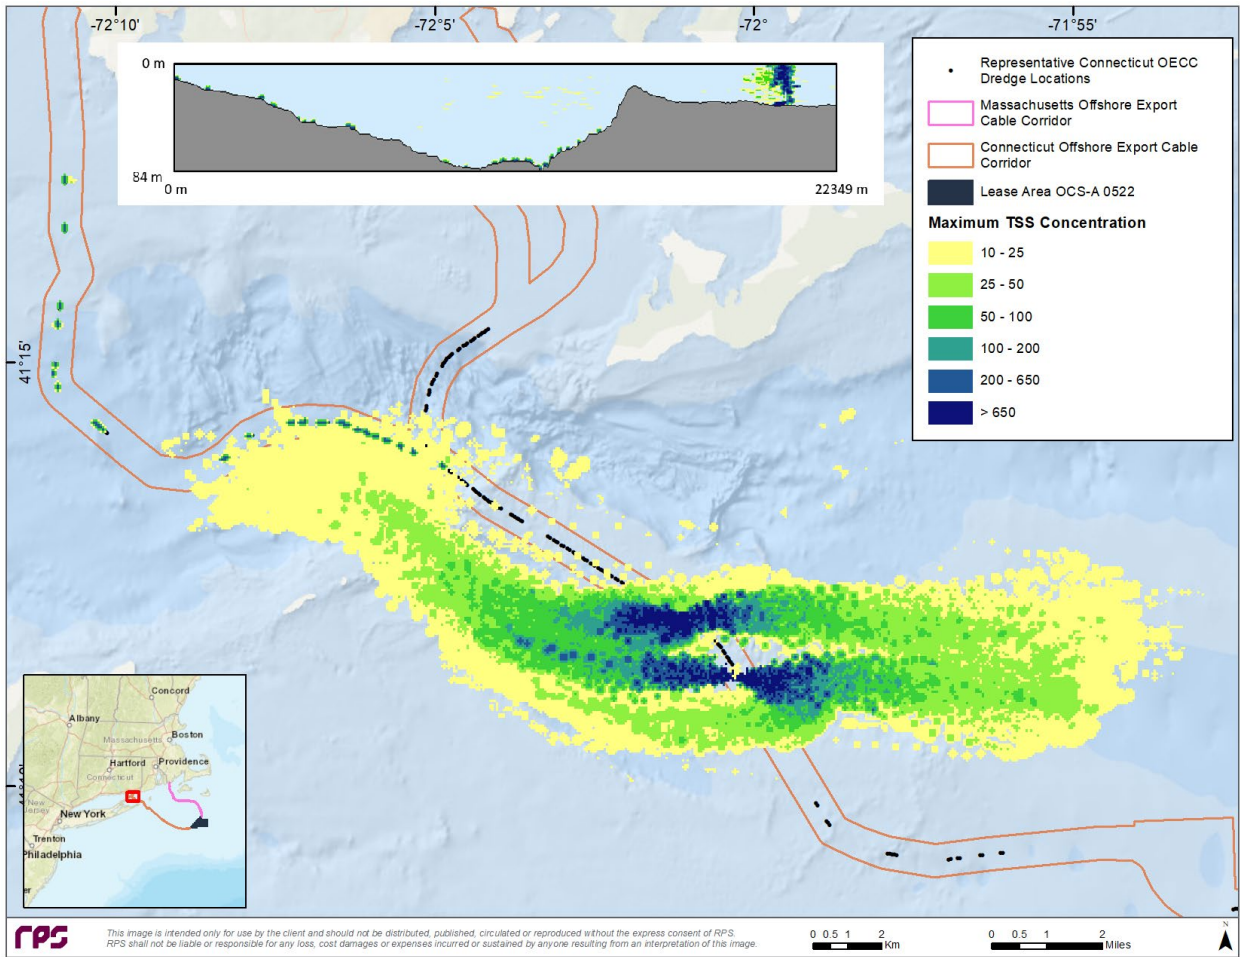 -72°10'
-72°5'
-72°
-71°55'
0 m
84 m
0 m
22349 m
Representative Connecticut OECC
Dredge Locations
Massachusetts Offshore Export
Cable Corridor
Connecticut Offshore Export Cable
Corridor
Lease Area OCS-A 0522
Maximum TSS Concentration
10 - 25
25 - 50
50 - 100
100 - 200
200 - 650
> 650
41°15'
Concord
Albany
Massachusetts
Boston
Hartford
Providence
Connecticut
New
Jersey
New York
Trenton
Philadelphia
er
RPS
This image is intended only for use by the client and should not be distributed, published, circulated or reproduced without the express consent of RPS.
RPS shall not be liable or responsible for any loss, cost damages or expenses incurred or sustained by anyone resulting from an interpretation of this image.
0 0.5 1 2
Km
0 0.5 1 2
Miles
N